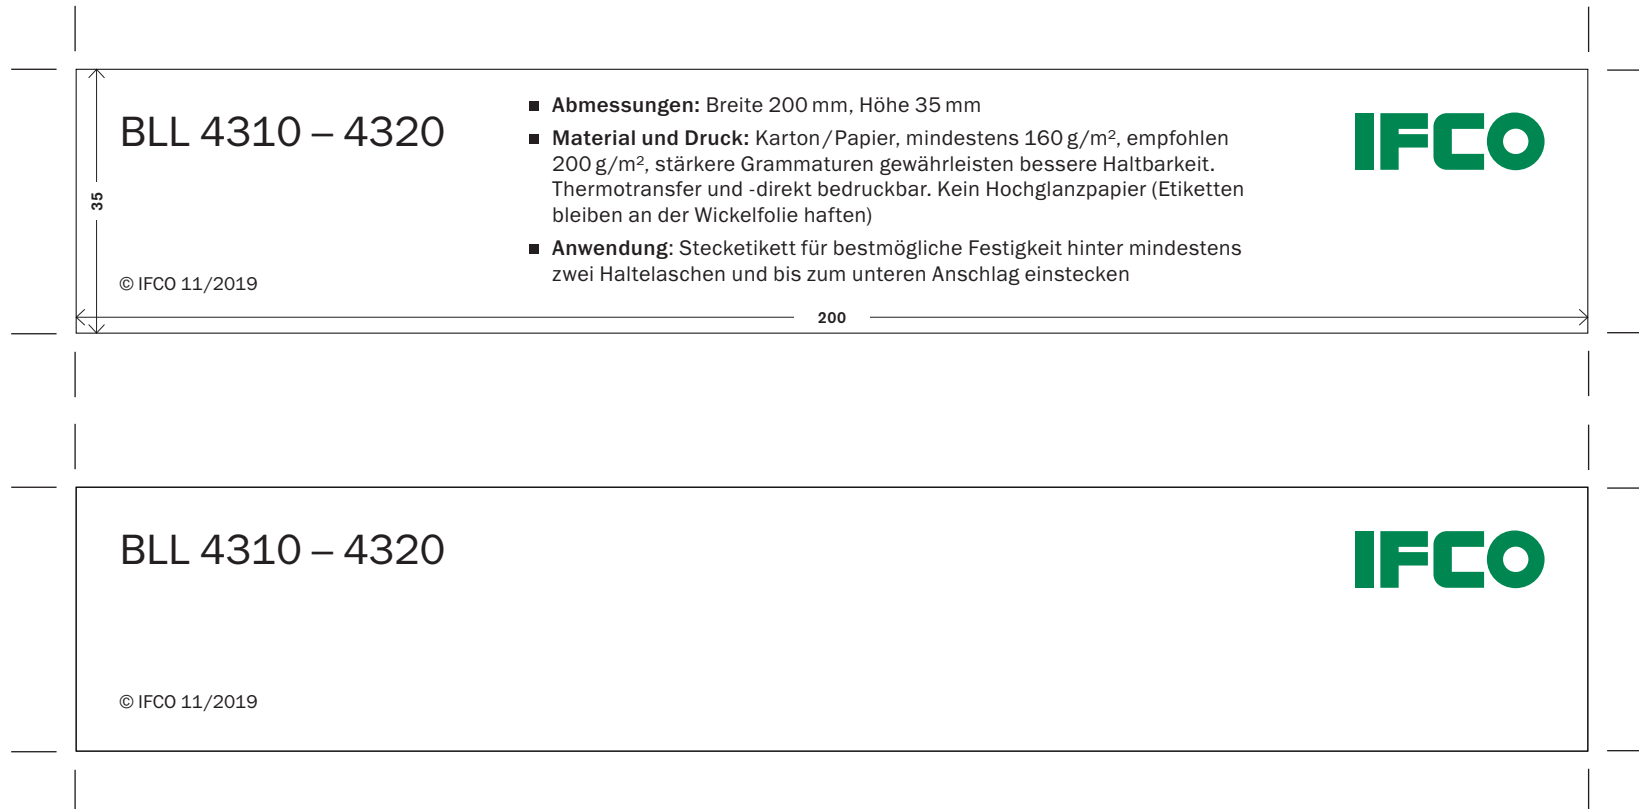 BLL 4310 – 4320
35
© IFCO 11/2019
■ Abmessungen: Breite 200 mm, Höhe 35 mm
■ Material und Druck: Karton/Papier, mindestens 160 g/m², empfohlen
200 g/m², stärkere Grammaturen gewährleisten bessere Haltbarkeit.
Thermotransfer und -direkt bedruckbar. Kein Hochglanzpapier (Etiketten
bleiben an der Wickelfolie haften)
■ Anwendung: Stecketikett für bestmögliche Festigkeit hinter mindestens
zwei Haltelaschen und bis zum unteren Anschlag einstecken
IFCO
200
BLL 4310 – 4320
IFCO
© IFCO 11/2019